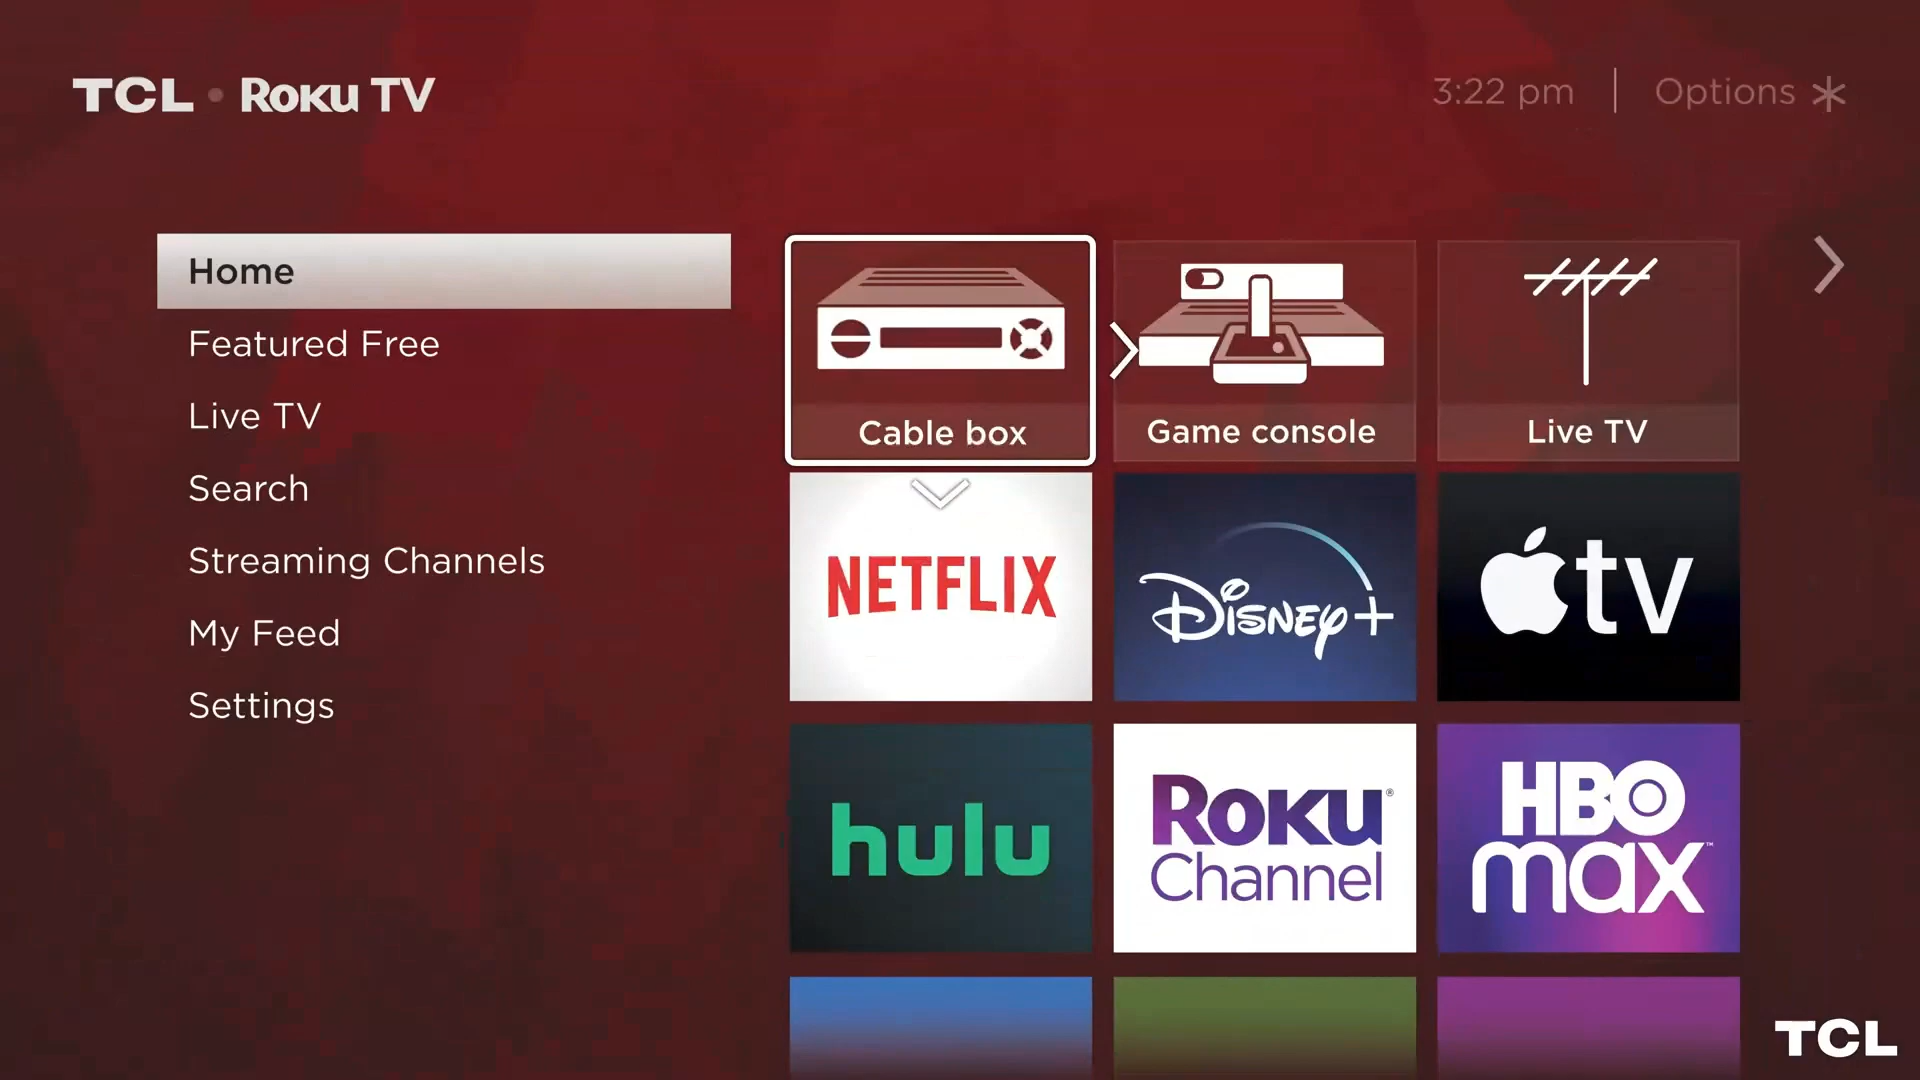 TCL • Roku TV
3:22 pm | Options *
Home
Featured Free
Live TV
Search
Streaming Channels
My Feed
Settings
Cable box
Game console
Live TV
NETFLIX
Disney+
tv
hulu
Roku®
Channel
HBO
max™
TCL